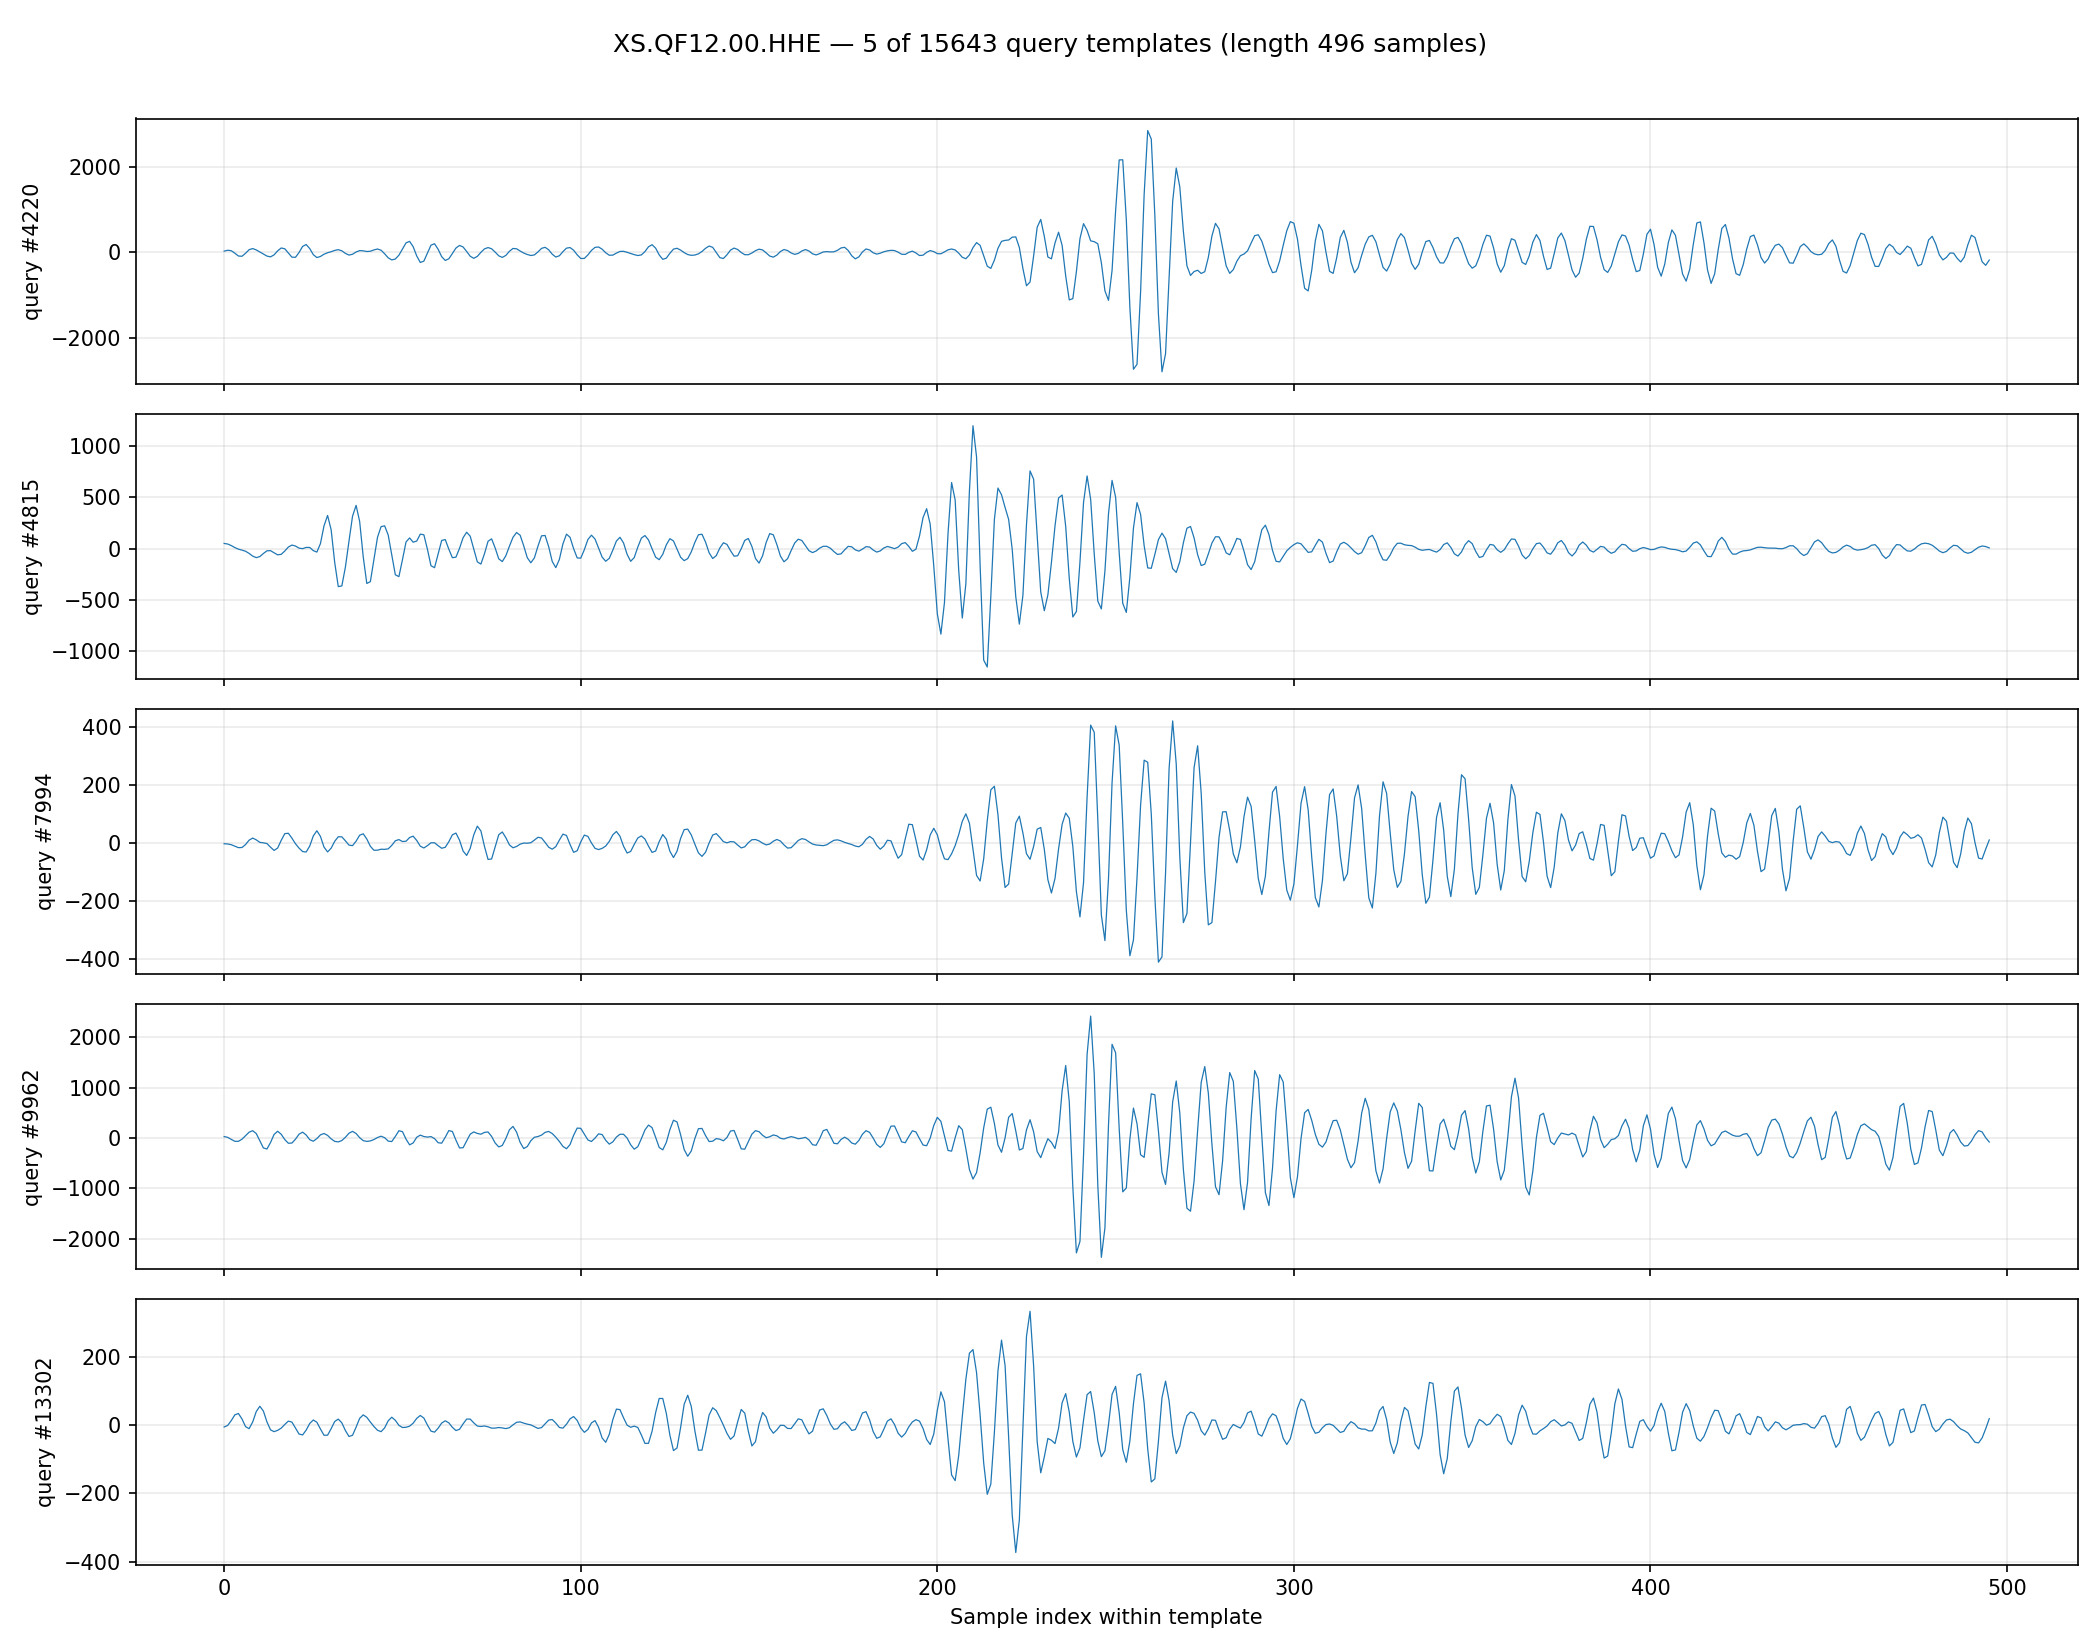 XS.QF12.00.HHE — 5 of 15643 query templates (length 496 samples)
query #4220
2000
0
−2000
query #4815
1000
500
0
−500
−1000
query #7994
400
200
0
−200
−400
query #9962
2000
1000
0
−1000
−2000
query #13302
200
0
−200
−400
0 100 200 300 400 500
Sample index within template